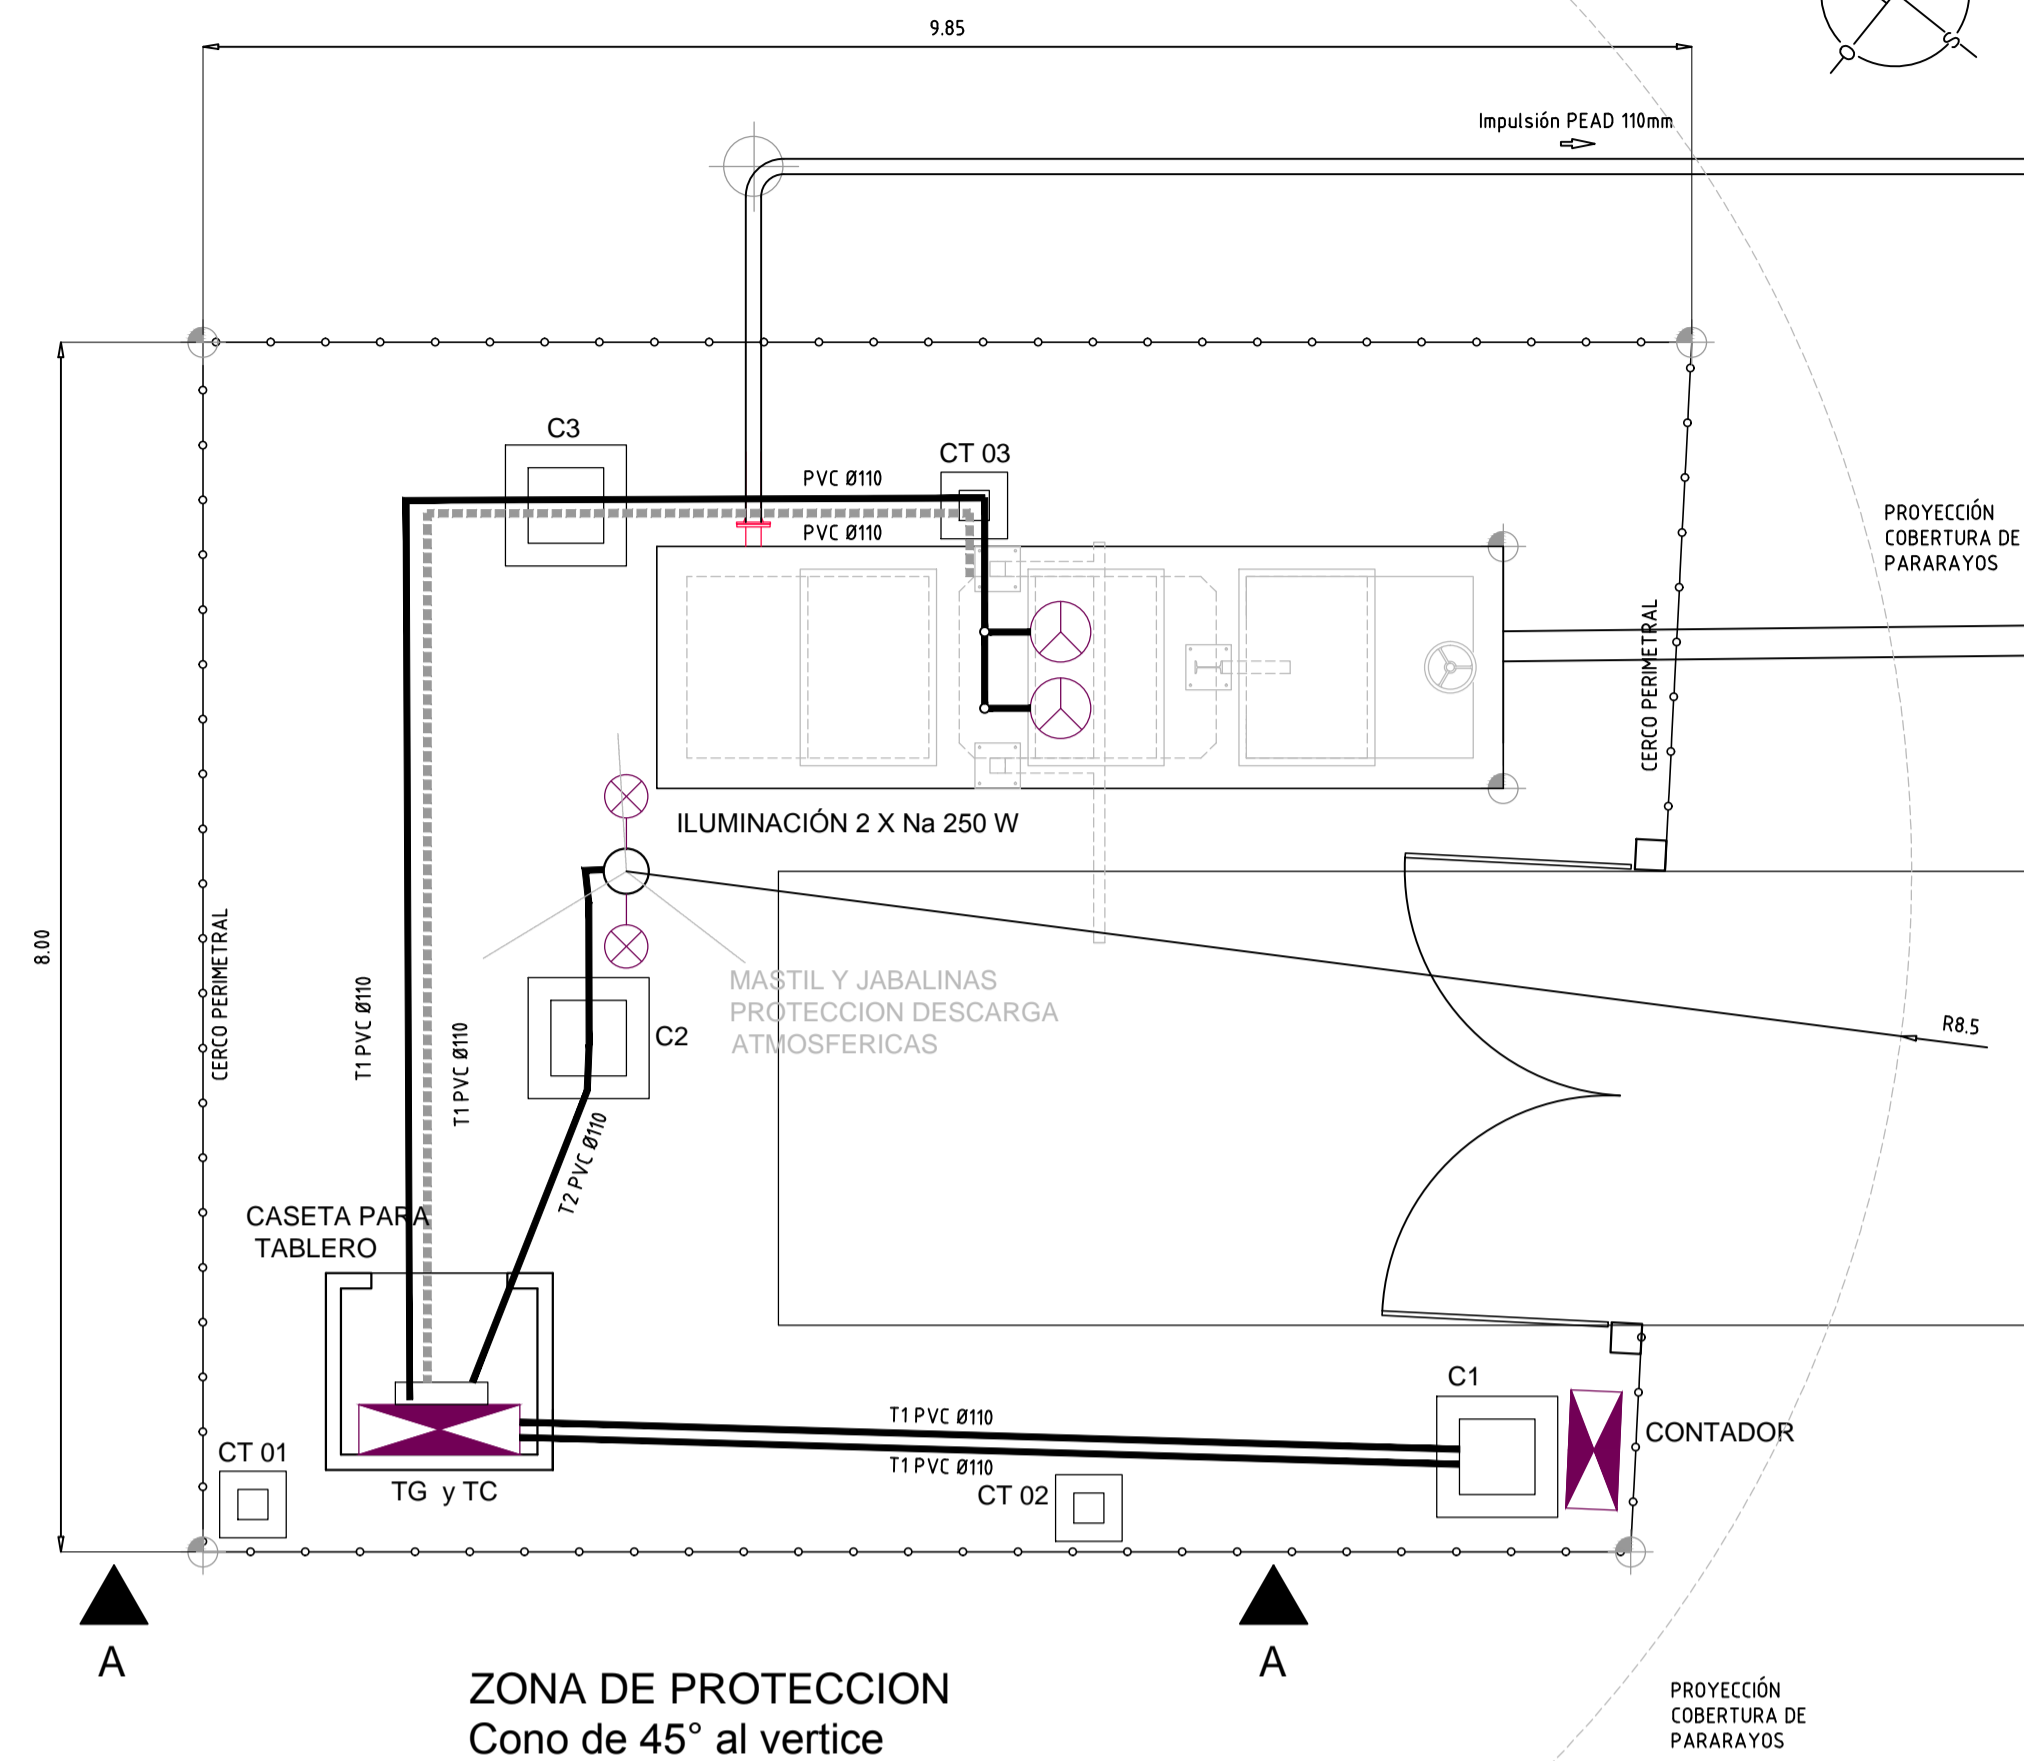 9.85
O
S
Impulsión PEAD 110mm
C3
CT 03
PVC Ø110
PVC Ø110
PROYECCIÓN
COBERTURA DE
PARARAYOS
CERCO PERIMETRAL
ILUMINACIÓN 2 X Na 250 W
8.00
CERCO PERIMETRAL
T1 PVC Ø110
T1 PVC Ø110
MASTIL Y JABALINAS
PROTECCION DESCARGA
ATMOSFERICAS
C2
R8.5
T2 PVC Ø110
CASETA PARA
TABLERO
C1
T1 PVC Ø110
CONTADOR
CT 01
T1 PVC Ø110
TG y TC
CT 02
A
A
ZONA DE PROTECCION
Cono de 45° al vertice
PROYECCIÓN
COBERTURA DE
PARARAYOS